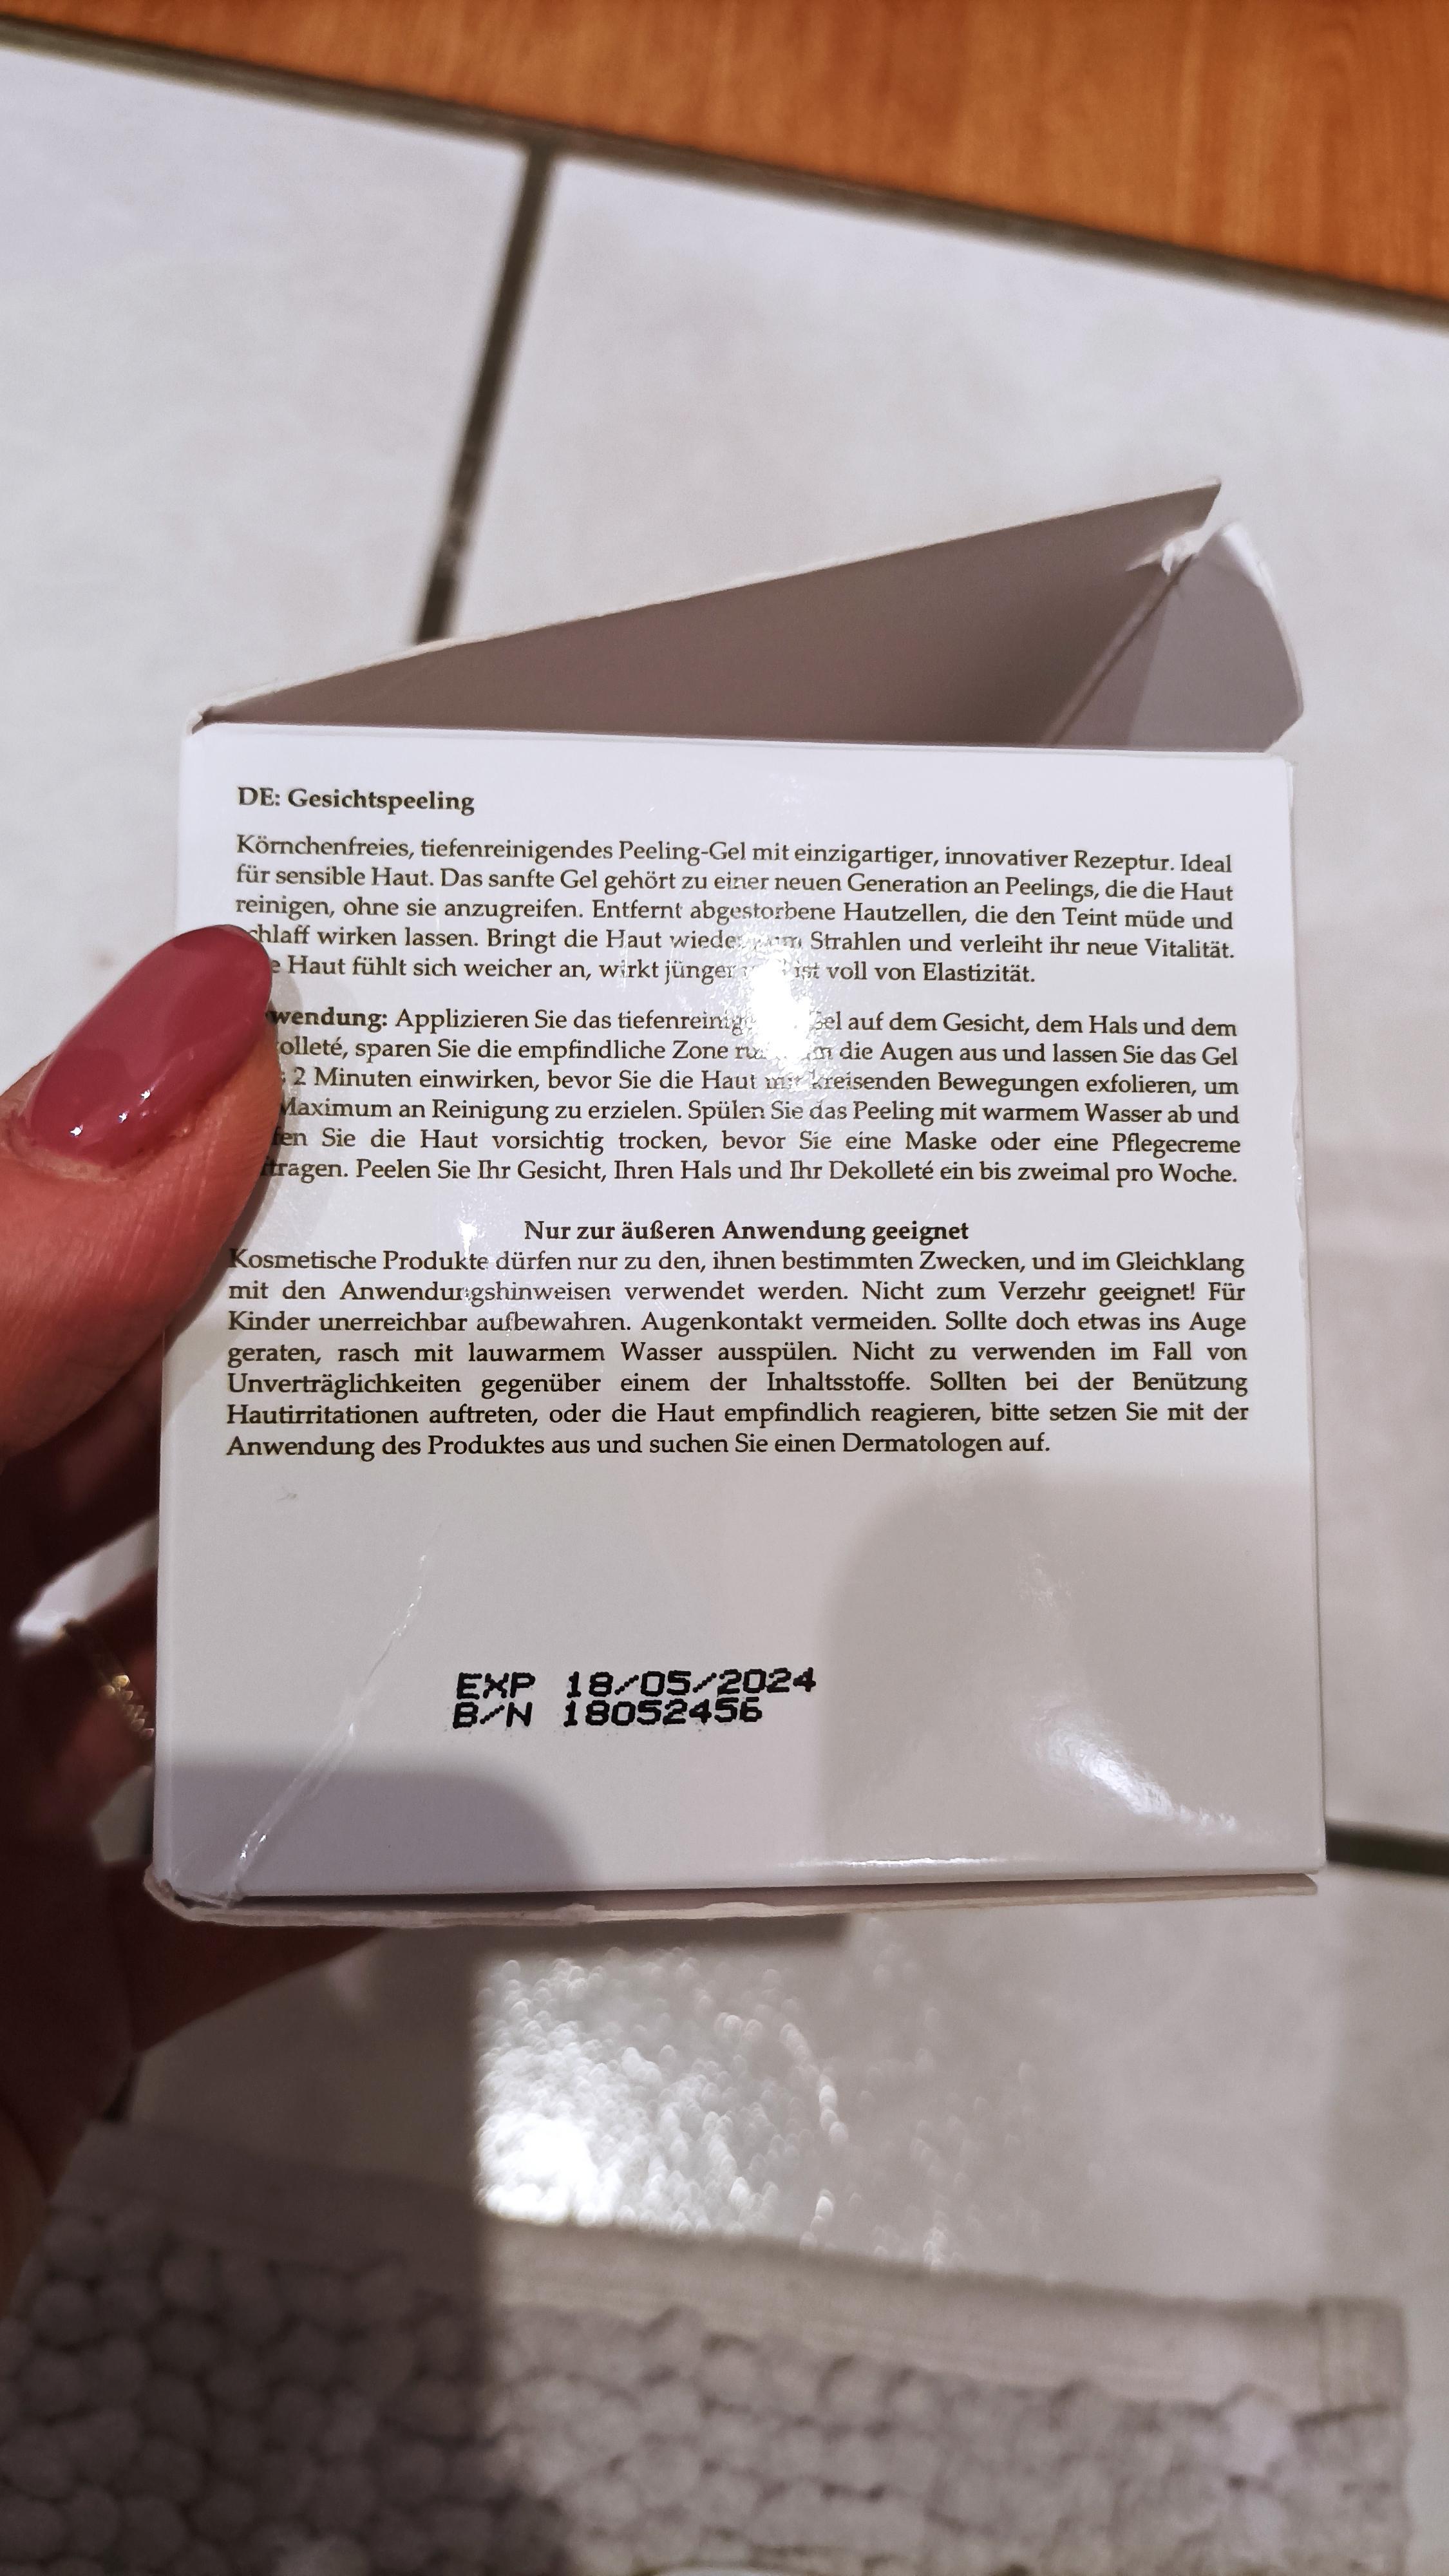 DE: Gesichtspeeling
Körnchenfreies, tiefenreinigendes Peeling-Gel mit einzigartiger, innovativer Rezeptur. Ideal
für sensible Haut. Das sanfte Gel gehört zu einer neuen Generation an Peelings, die die Haut
reinigen, ohne sie anzugreifen. Entfernt abgestorbene Hautzellen, die den Teint müde und
wirken lassen. Bringt die Haut Strahlen und verleiht ihr neue Vitalität.
Haut fühlt sich weicher an, wirkt jünger ist voll von Elastizität.
Applizieren Sie das auf dem Gesicht, dem Hals und dem
sparen Sie die empfindliche Zone die Augen aus und lassen Sie das Gel
2 Minuten einwirken, bevor Sie die Haut mit kreisenden Bewegungen exfolieren, um
Maximum an Reinigung zu erzielen. Spülen Sie das Peeling mit warmem Wasser ab und
Sie die Haut vorsichtig trocken, bevor Sie eine Maske oder eine Pflegecreme
Peelen Sie Ihr Gesicht, Ihren Hals und Ihr Dekolleté ein bis zweimal pro Woche.
Nur zur äußeren Anwendung geeignet
Kosmetische Produkte dürfen nur zu den, ihnen bestimmten Zwecken, und im Gleichklang
mit den Anwendungshinweisen verwendet werden. Nicht zum Verzehr geeignet! Für
Kinder unerreichbar aufbewahren. Augenkontakt vermeiden. Sollte doch etwas ins Auge
geraten, rasch mit lauwarmem Wasser ausspülen. Nicht zu verwenden im Fall von
Unverträglichkeiten gegenüber einem der Inhaltsstoffe. Sollten bei der Benützung
Hautirritationen auftreten, oder die Haut empfindlich reagieren, bitte setzen Sie mit der
Anwendung des Produktes aus und suchen Sie einen Dermatologen auf.
EXP 18/05/2024
B/N 18052456